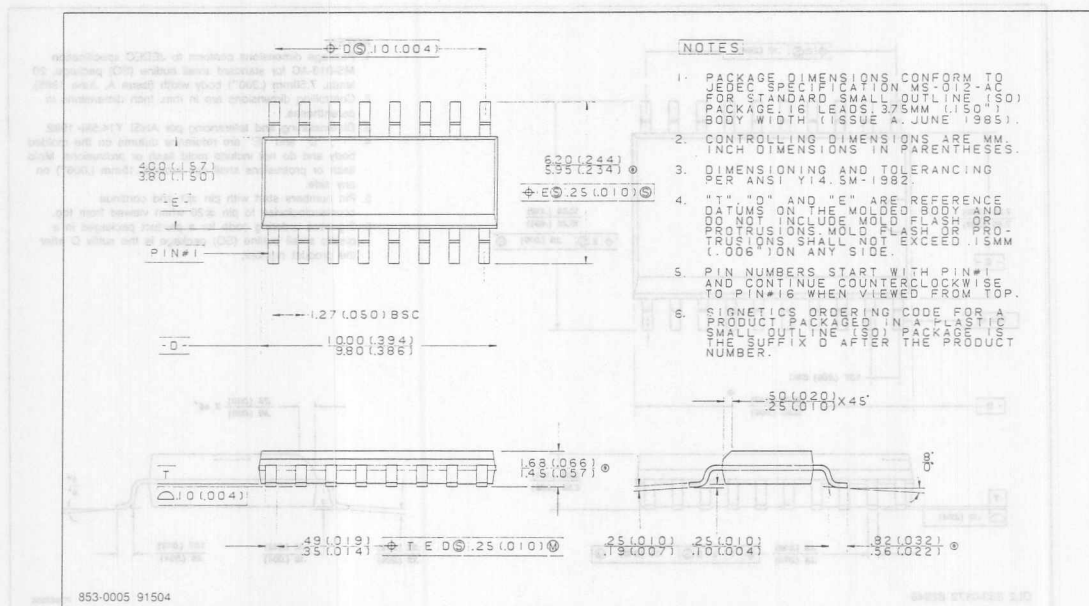 ⌖ D Ⓢ .10 (.004)
4.00 (.157)
3.80 (.150)
- E -
PIN #1
6.20 (.244)
5.95 (.234) ⊛
⌖ E Ⓢ .25 (.010) Ⓢ
1.27 (.050) BSC
- D -
10.00 (.394)
9.80 (.386)
NOTES
1. PACKAGE DIMENSIONS CONFORM TO
JEDEC SPECIFICATION MS-012-AC
FOR STANDARD SMALL OUTLINE (SO)
PACKAGE, 16 LEADS, 3.75MM (.150")
BODY WIDTH (ISSUE A, JUNE 1985).
2. CONTROLLING DIMENSIONS ARE MM.
INCH DIMENSIONS IN PARENTHESES.
3. DIMENSIONING AND TOLERANCING
PER ANSI Y14.5M-1982.
4. "T", "D" AND "E" ARE REFERENCE
DATUMS ON THE MOLDED BODY AND
DO NOT INCLUDE MOLD FLASH OR
PROTRUSIONS. MOLD FLASH OR PRO-
TRUSIONS SHALL NOT EXCEED .15MM
(.006") ON ANY SIDE.
5. PIN NUMBERS START WITH PIN #1
AND CONTINUE COUNTERCLOCKWISE
TO PIN #16 WHEN VIEWED FROM TOP.
6. SIGNETICS ORDERING CODE FOR A
PRODUCT PACKAGED IN A PLASTIC
SMALL OUTLINE (SO) PACKAGE IS
THE SUFFIX D AFTER THE PRODUCT
NUMBER.
.50 (.020)
.25 (.010) X 45°
T
⌓ .10 (.004)
1.68 (.066)
1.45 (.057) ⊛
8°
0°
.49 (.019)
.35 (.014)
⌖ T E D Ⓢ .25 (.010) Ⓜ
.25 (.010)
.19 (.007)
.25 (.010)
.10 (.004)
.82 (.032)
.56 (.022) ⊛
853-0005 91504